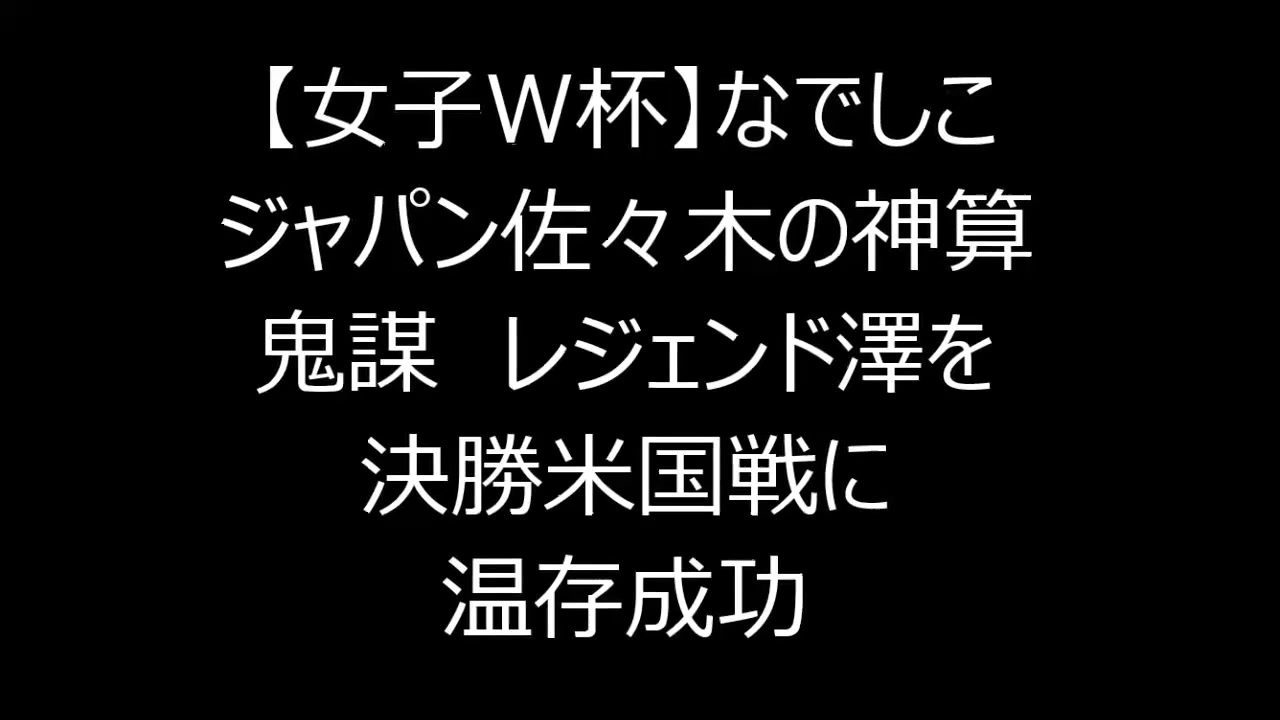 【女子W杯】なでしこ
ジャパン佐々木の神算
鬼謀　レジェンド澤を
決勝米国戦に
温存成功